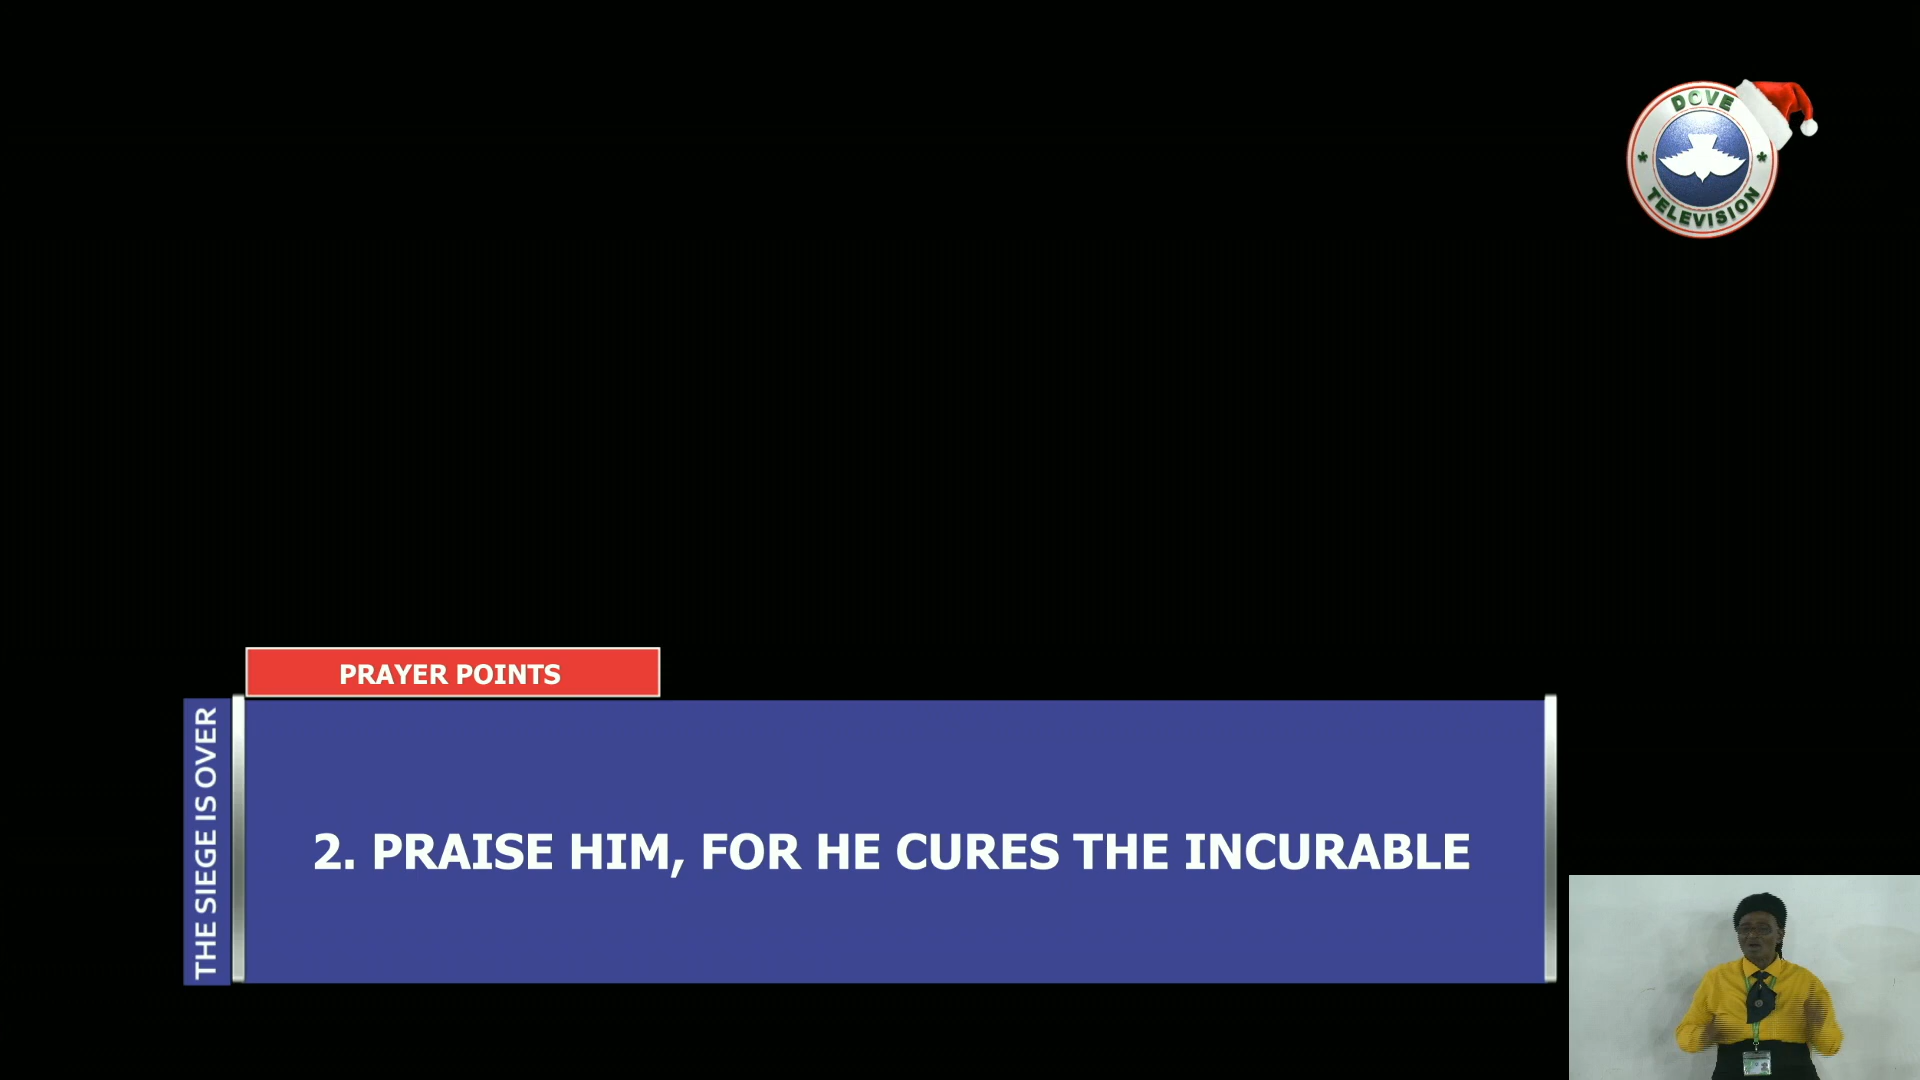 DOVE
TELEVISION
PRAYER POINTS
THE SIEGE IS OVER
2. PRAISE HIM, FOR HE CURES THE INCURABLE